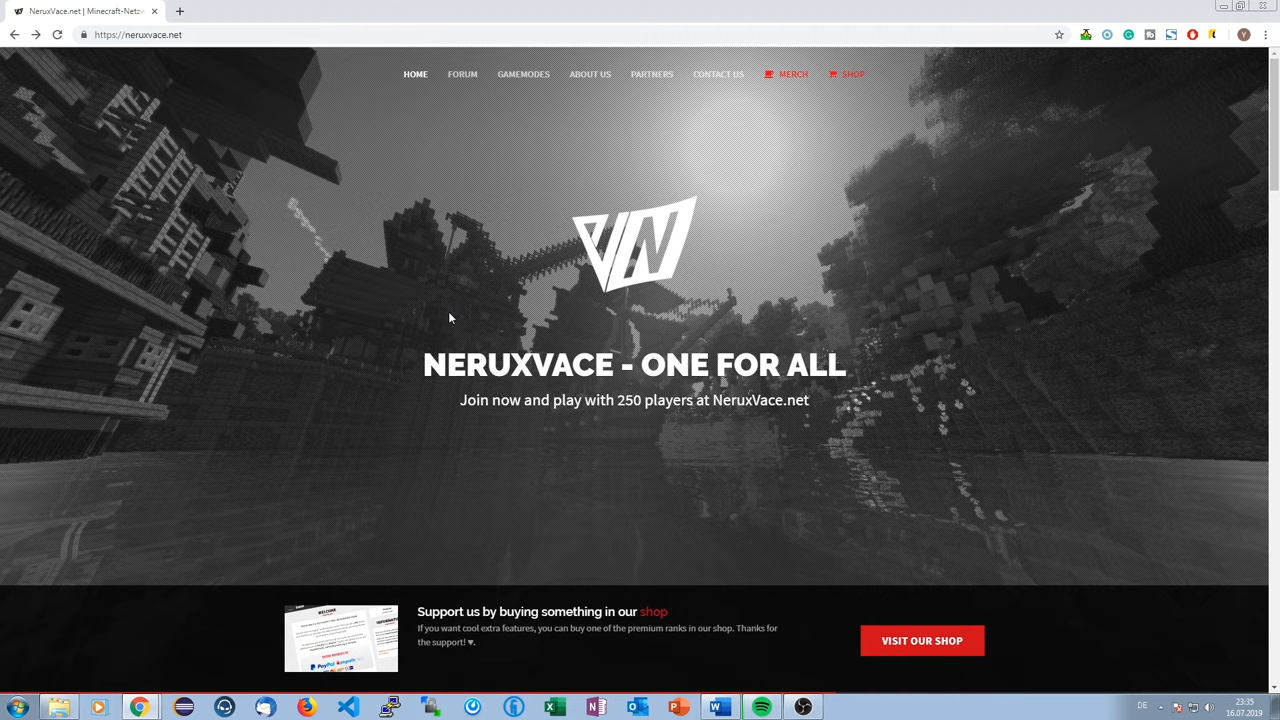 NeruxVace.net | Minecraft-Netzw
https://neruxvace.net
Y
HOME FORUM GAMEMODES ABOUT US PARTNERS CONTACT US MERCH SHOP
NERUXVACE - ONE FOR ALL
Join now and play with 250 players at NeruxVace.net
WELCOME
PayPal
Support us by buying something in our shop
If you want cool extra features, you can buy one of the premium ranks in our shop. Thanks for
the support! ♥.
VISIT OUR SHOP
DE
23:35
16.07.2019